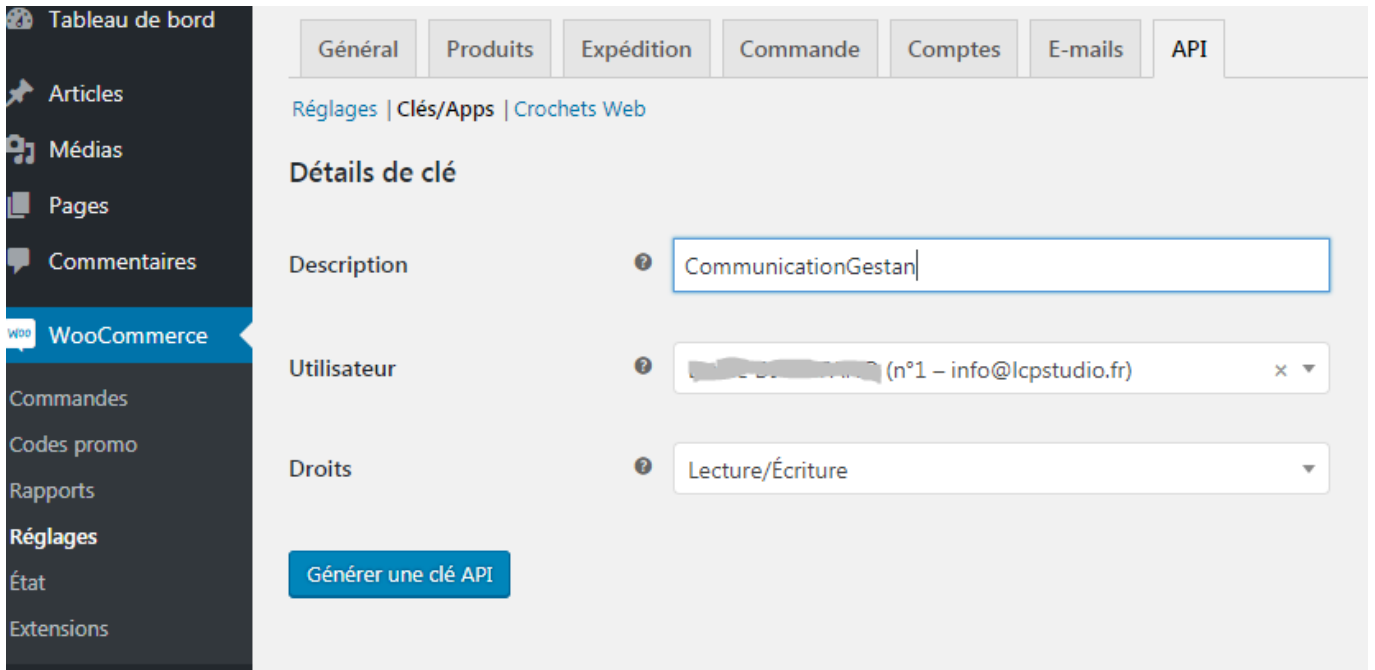 Tableau de bord
Articles
Médias
Pages
Commentaires
WOO WooCommerce
Commandes
Codes promo
Rapports
Réglages
État
Extensions
Général Produits Expédition Commande Comptes E-mails API
Réglages | Clés/Apps | Crochets Web
Détails de clé
Description ? CommunicationGestan
Utilisateur ? (n°1 – info@lcpstudio.fr) ×
Droits ? Lecture/Écriture
Générer une clé API